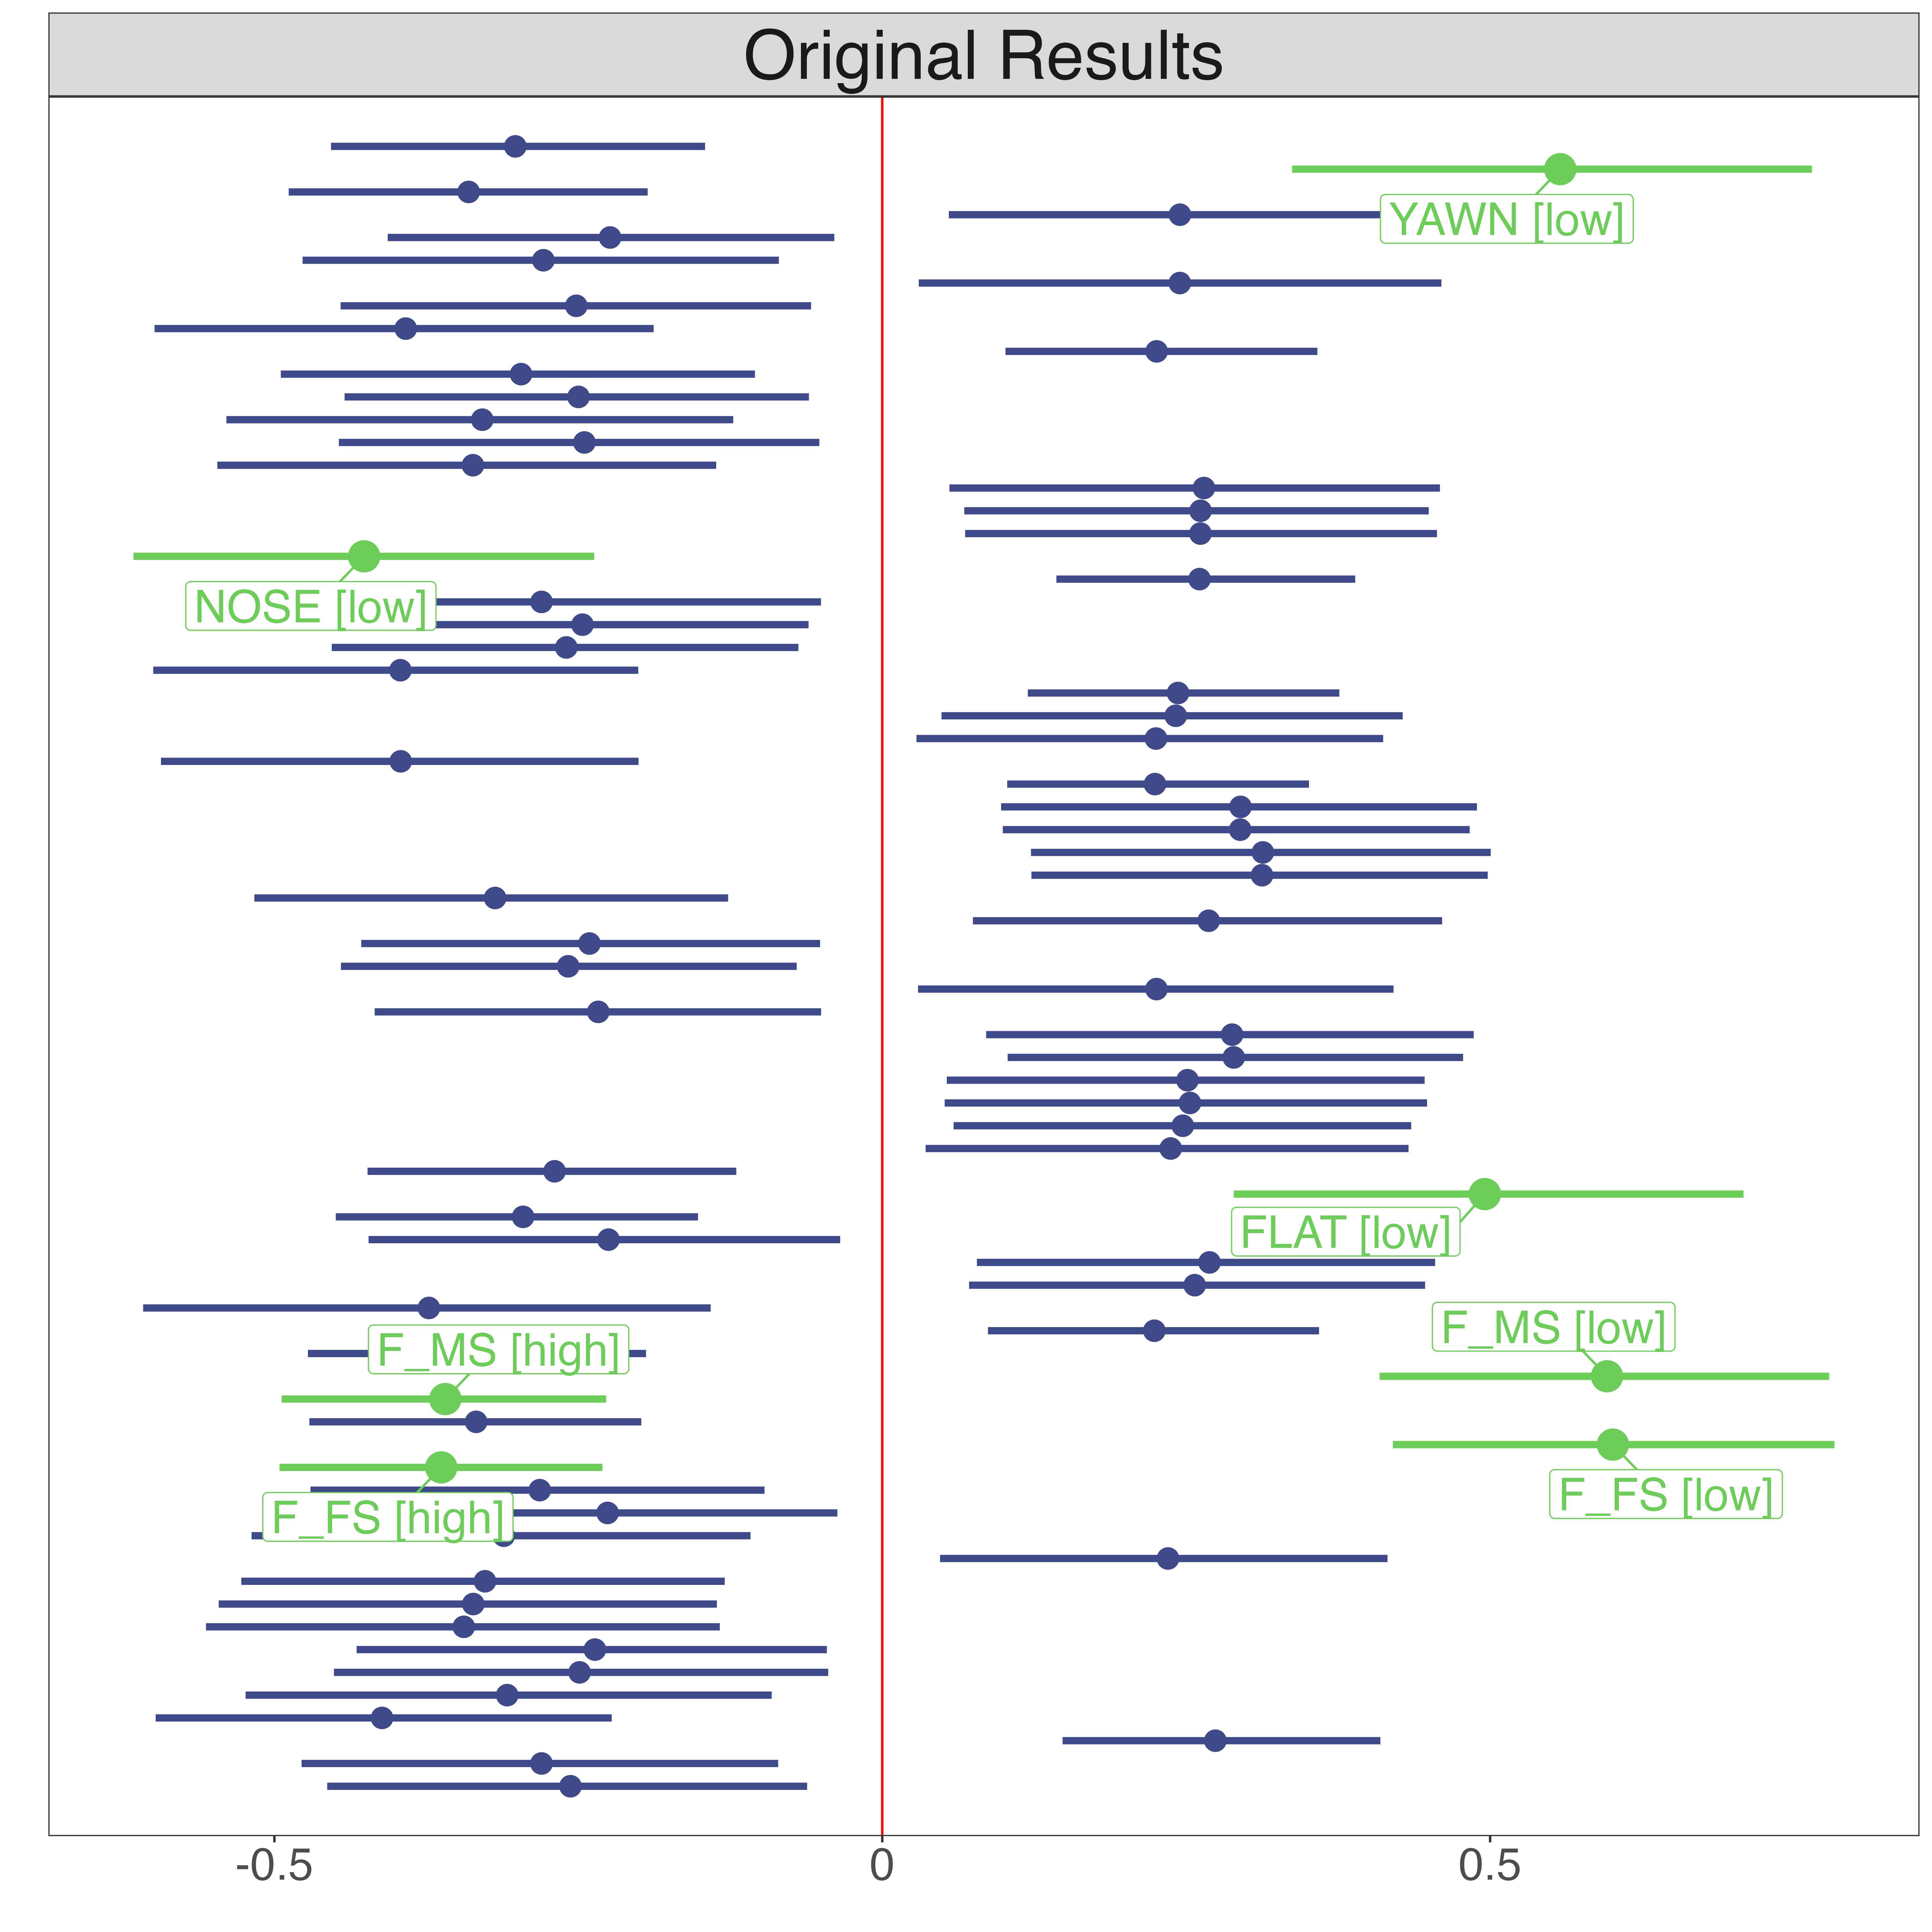 Original Results
YAWN [low]
NOSE [low]
FLAT [low]
F_MS [low]
F_MS [high]
F_FS [low]
F_FS [high]
-0.5
0
0.5